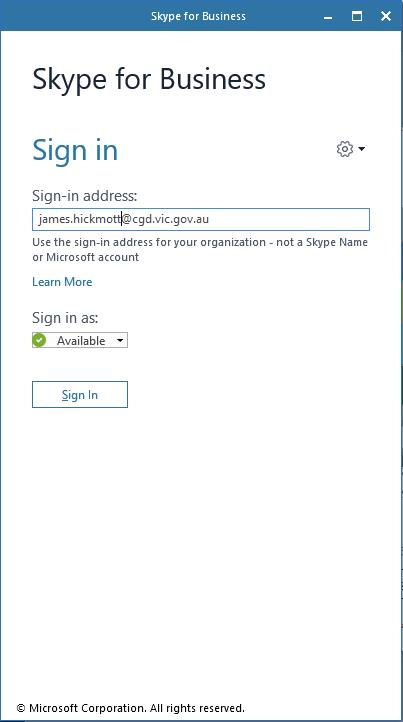 Skype for Business
Skype for Business
Sign in
Sign-in address:
james.hickmott@cgd.vic.gov.au
Use the sign-in address for your organization - not a Skype Name
or Microsoft account
Learn More
Sign in as:
Available
Sign In
© Microsoft Corporation. All rights reserved.